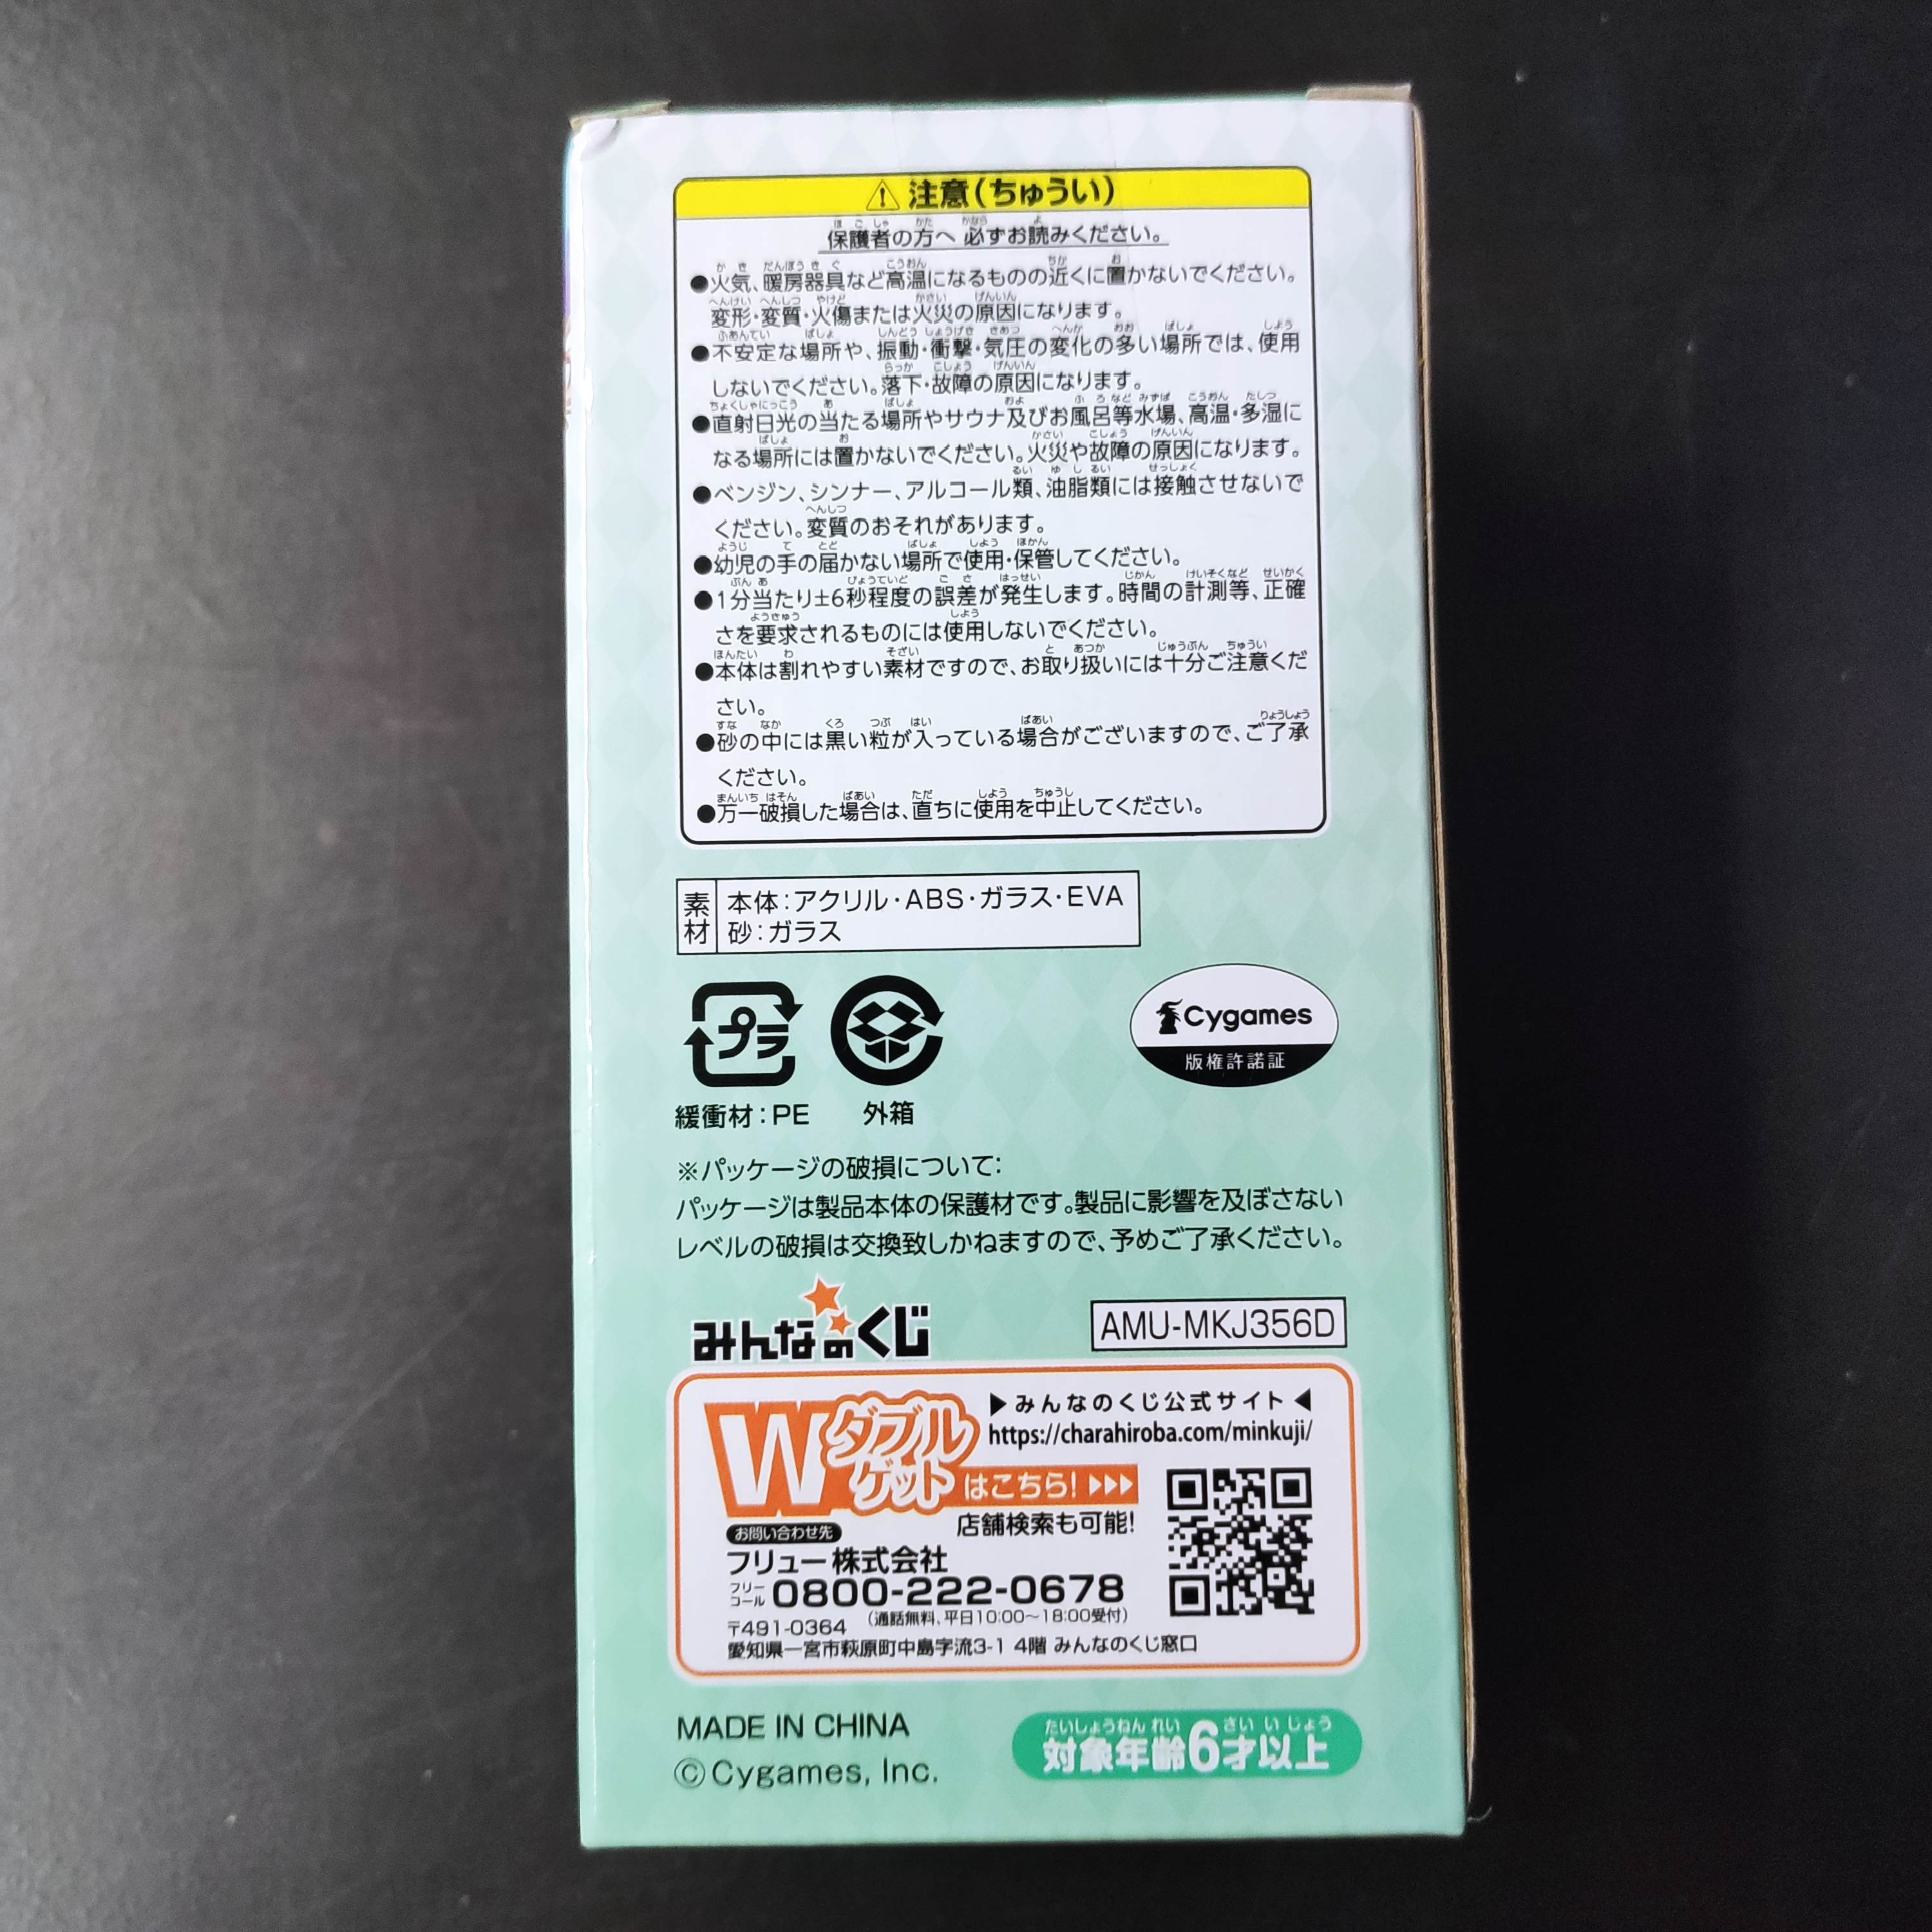 ⚠注意(ちゅうい)
保護者の方へ 必ずお読みください。
●火気、暖房器具など高温になるものの近くに置かないでください。
変形・変質・火傷または火災の原因になります。
●不安定な場所や、振動・衝撃・気圧の変化の多い場所では、使用
しないでください。落下・故障の原因になります。
●直射日光の当たる場所やサウナ及びお風呂等水場、高温・多湿に
なる場所には置かないでください。火災や故障の原因になります。
●ベンジン、シンナー、アルコール類、油脂類には接触させないで
ください。変質のおそれがあります。
●幼児の手の届かない場所で使用・保管してください。
●1分当たり±6秒程度の誤差が発生します。時間の計測等、正確
さを要求されるものには使用しないでください。
●本体は割れやすい素材ですので、お取り扱いには十分ご注意くだ
さい。
●砂の中には黒い粒が入っている場合がございますので、ご了承
ください。
●万一破損した場合は、直ちに使用を中止してください。
素材
本体:アクリル・ABS・ガラス・EVA
砂:ガラス
プラ
Cygames
版権許諾証
緩衝材:PE 外箱
※パッケージの破損について:
パッケージは製品本体の保護材です。製品に影響を及ぼさない
レベルの破損は交換致しかねますので、予めご了承ください。
みんなのくじ
AMU-MKJ356D
Wダブルゲットはこちら!▶▶▶
▶みんなのくじ公式サイト◀
https://charahiroba.com/minkuji/
店舗検索も可能!
お問い合わせ先
フリュー株式会社
フリーコール 0800-222-0678
(通話無料、平日10:00~18:00受付)
〒491-0364
愛知県一宮市萩原町中島字流3-1 4階 みんなのくじ窓口
MADE IN CHINA
©Cygames, Inc.
たいしょうねんれい さいいじょう
対象年齢6才以上